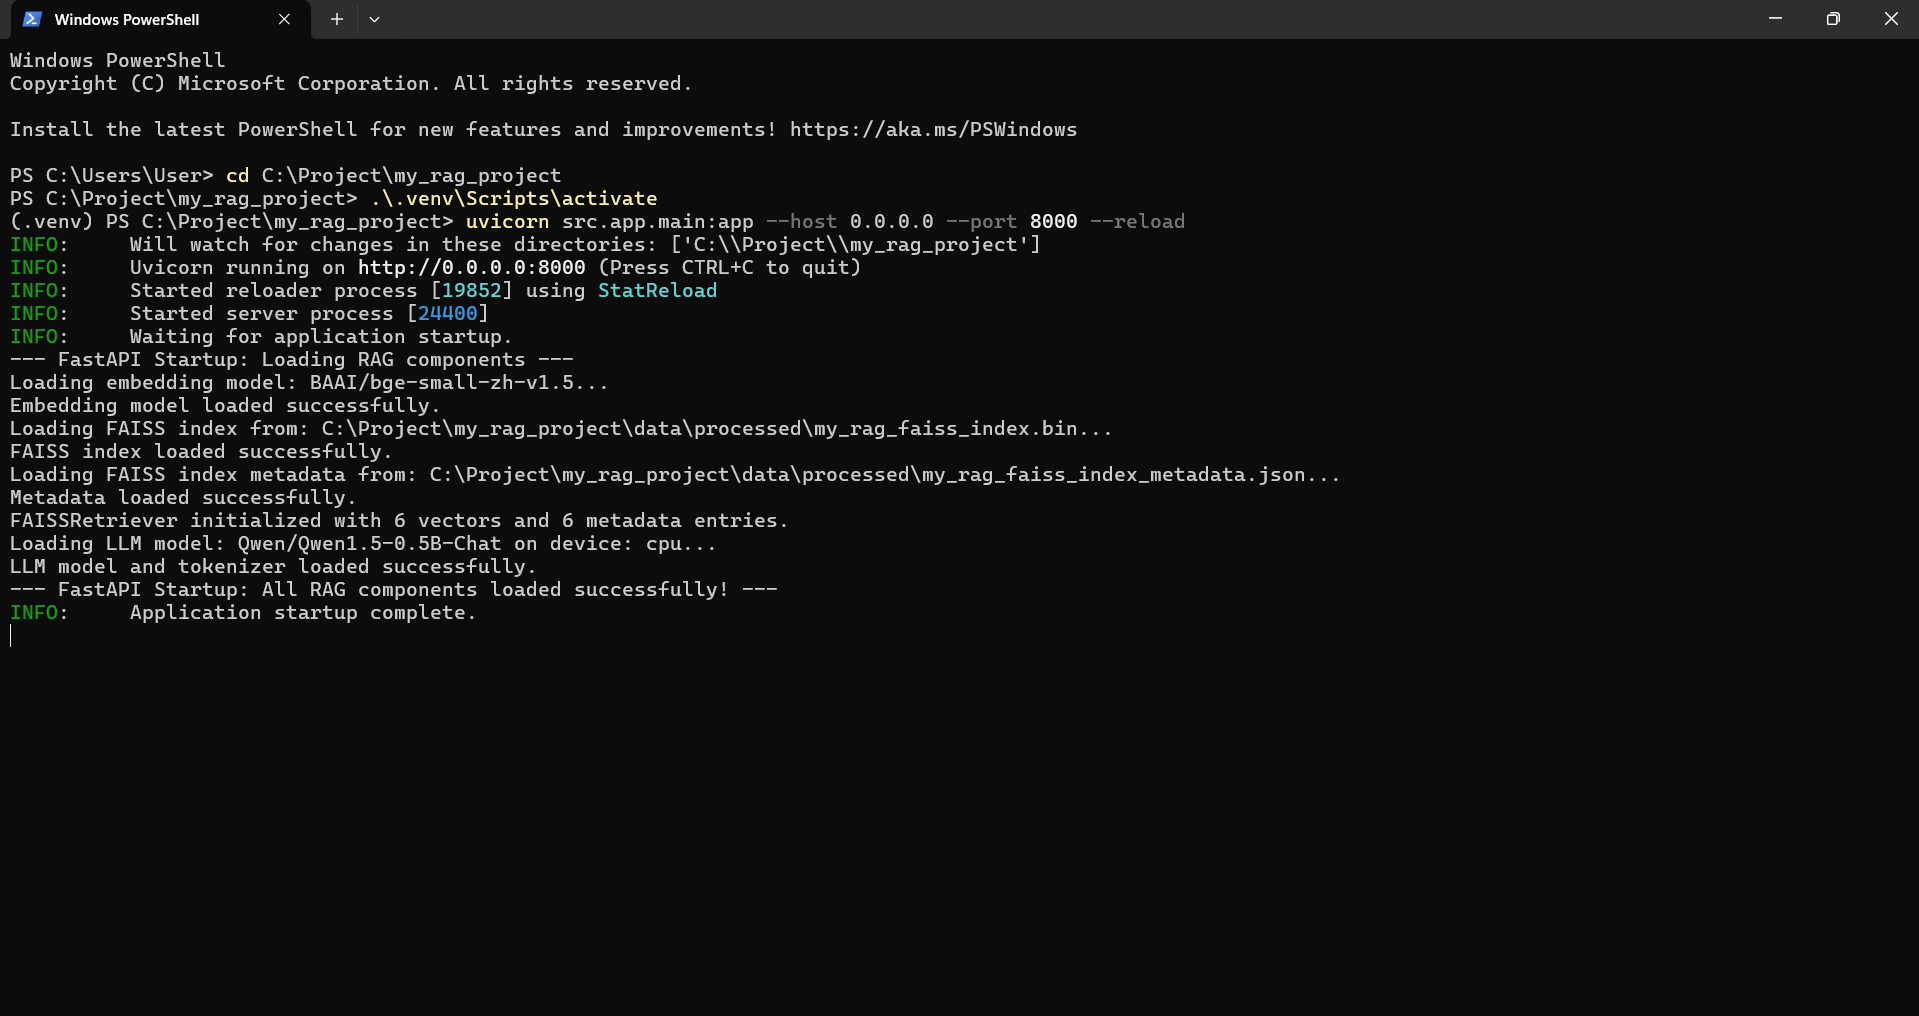 Windows PowerShell
Windows PowerShell
Copyright (C) Microsoft Corporation. All rights reserved.
Install the latest PowerShell for new features and improvements! https://aka.ms/PSWindows
PS C:\Users\User> cd C:\Project\my_rag_project
PS C:\Project\my_rag_project> .\.venv\Scripts\activate
(.venv) PS C:\Project\my_rag_project> uvicorn src.app.main:app --host 0.0.0.0 --port 8000 --reload
INFO:     Will watch for changes in these directories: ['C:\\Project\\my_rag_project']
INFO:     Uvicorn running on http://0.0.0.0:8000 (Press CTRL+C to quit)
INFO:     Started reloader process [19852] using StatReload
INFO:     Started server process [24400]
INFO:     Waiting for application startup.
--- FastAPI Startup: Loading RAG components ---
Loading embedding model: BAAI/bge-small-zh-v1.5...
Embedding model loaded successfully.
Loading FAISS index from: C:\Project\my_rag_project\data\processed\my_rag_faiss_index.bin...
FAISS index loaded successfully.
Loading FAISS index metadata from: C:\Project\my_rag_project\data\processed\my_rag_faiss_index_metadata.json...
Metadata loaded successfully.
FAISSRetriever initialized with 6 vectors and 6 metadata entries.
Loading LLM model: Qwen/Qwen1.5-0.5B-Chat on device: cpu...
LLM model and tokenizer loaded successfully.
--- FastAPI Startup: All RAG components loaded successfully! ---
INFO:     Application startup complete.